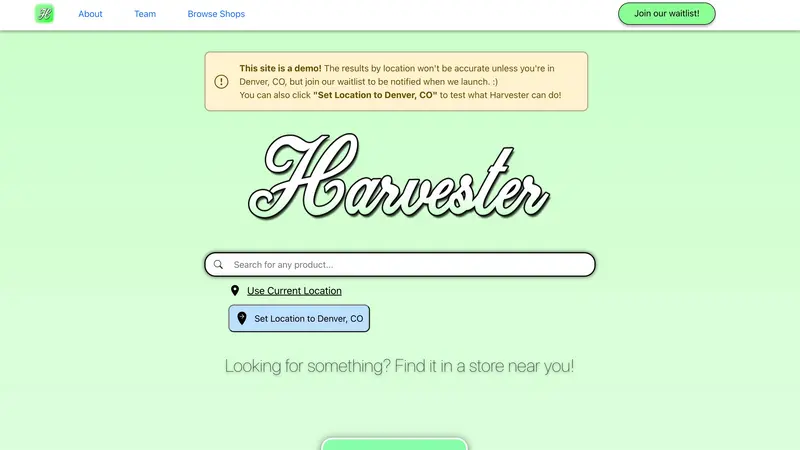 H
About
Team
Browse Shops
Join our waitlist!
This site is a demo! The results by location won't be accurate unless you're in
Denver, CO, but join our waitlist to be notified when we launch. :)
You can also click "Set Location to Denver, CO" to test what Harvester can do!
Harvester
Search for any product...
Use Current Location
Set Location to Denver, CO
Looking for something? Find it in a store near you!